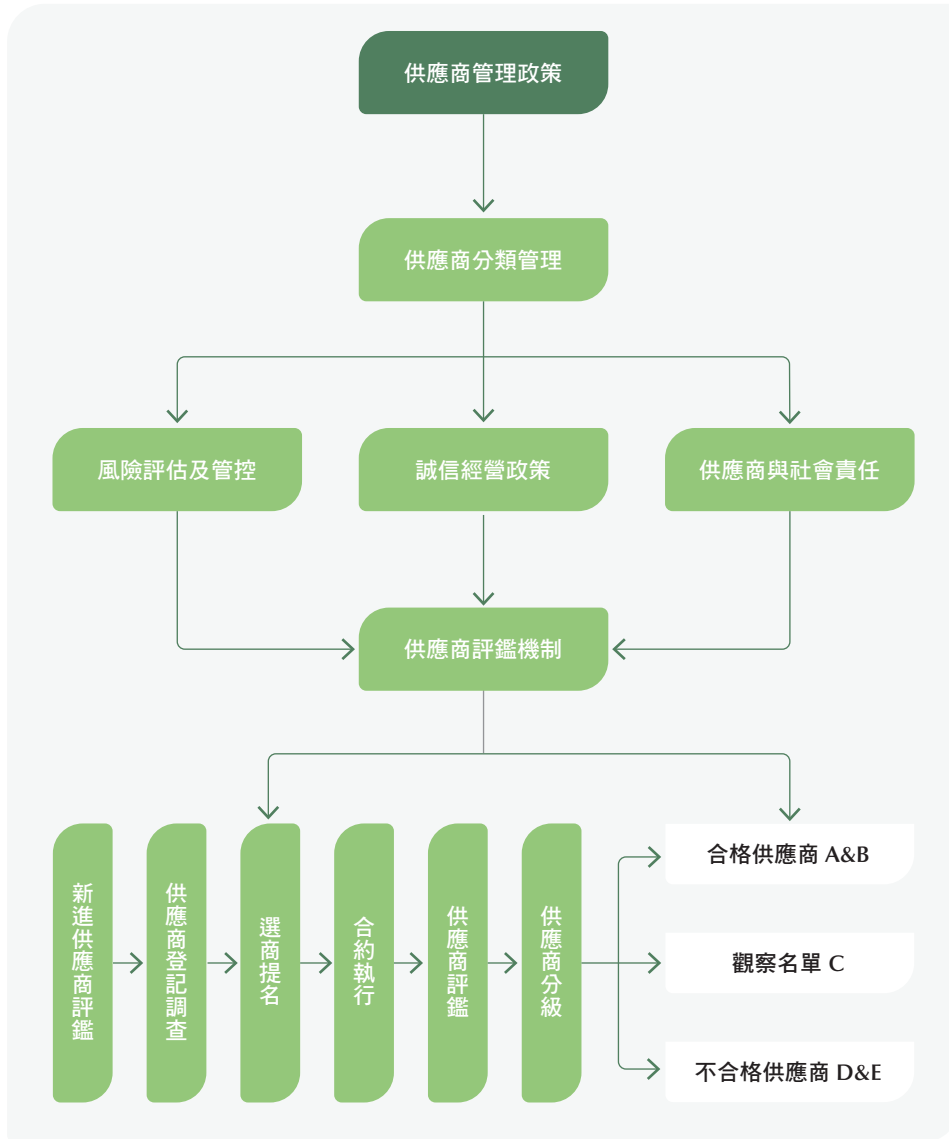 供應商管理政策
供應商分類管理
風險評估及管控
誠信經營政策
供應商與社會責任
供應商評鑑機制
新進供應商評鑑
供應商登記調查
選商提名
合約執行
供應商評鑑
供應商分級
合格供應商 A&B
觀察名單 C
不合格供應商 D&E